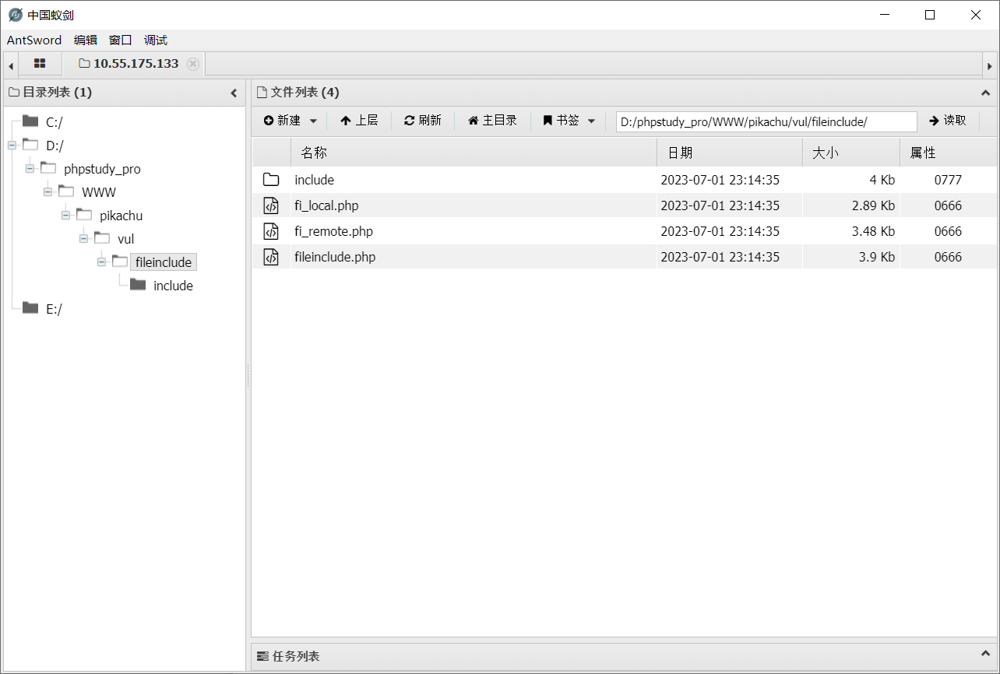 中国蚁剑
AntSword 编辑 窗口 调试
10.55.175.133
目录列表 (1)
C:/
D:/
phpstudy_pro
WWW
pikachu
vul
fileinclude
include
E:/
文件列表 (4)
新建 上层 刷新 主目录 书签 D:/phpstudy_pro/WWW/pikachu/vul/fileinclude/ 读取
名称 日期 大小 属性
include 2023-07-01 23:14:35 4 Kb 0777
fi_local.php 2023-07-01 23:14:35 2.89 Kb 0666
fi_remote.php 2023-07-01 23:14:35 3.48 Kb 0666
fileinclude.php 2023-07-01 23:14:35 3.9 Kb 0666
任务列表